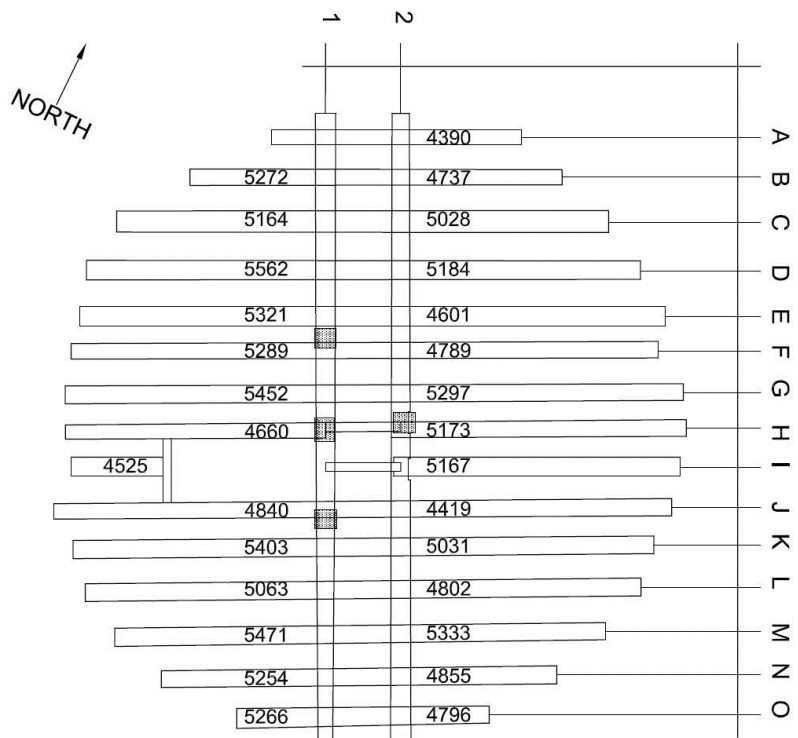 1 2
NORTH
4390 A
5272 4737 B
5164 5028 C
5562 5184 D
5321 4601 E
5289 4789 F
5452 5297 G
4660 5173 H
4525 5167 I
4840 4419 J
5403 5031 K
5063 4802 L
5471 5333 M
5254 4855 N
5266 4796 O